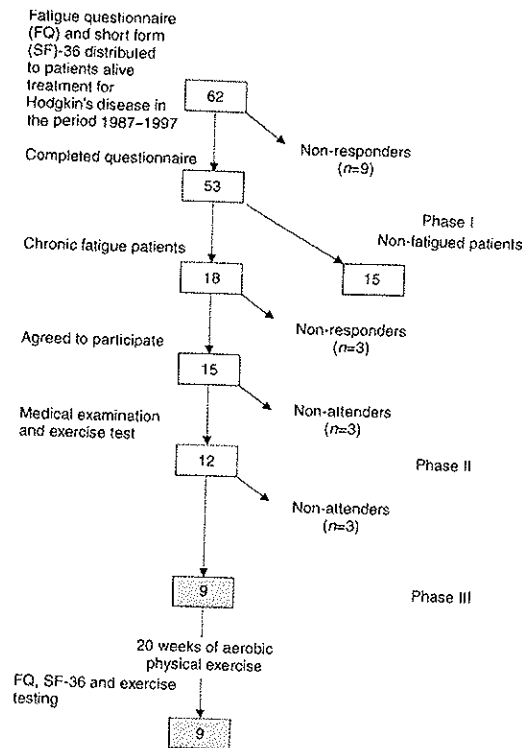 Fatigue questionnaire
(FQ) and short form
(SF)-36 distributed
to patients alive
treatment for
Hodgkin's disease in
the period 1987–1997
62
Non-responders
(n=9)
Completed questionnaire
53
Phase I
Non-fatigued patients
15
Chronic fatigue patients
18
Non-responders
(n=3)
Agreed to participate
15
Non-attenders
(n=3)
Medical examination
and exercise test
12
Phase II
Non-attenders
(n=3)
9
Phase III
20 weeks of aerobic
physical exercise
FQ, SF-36 and exercise
testing
9